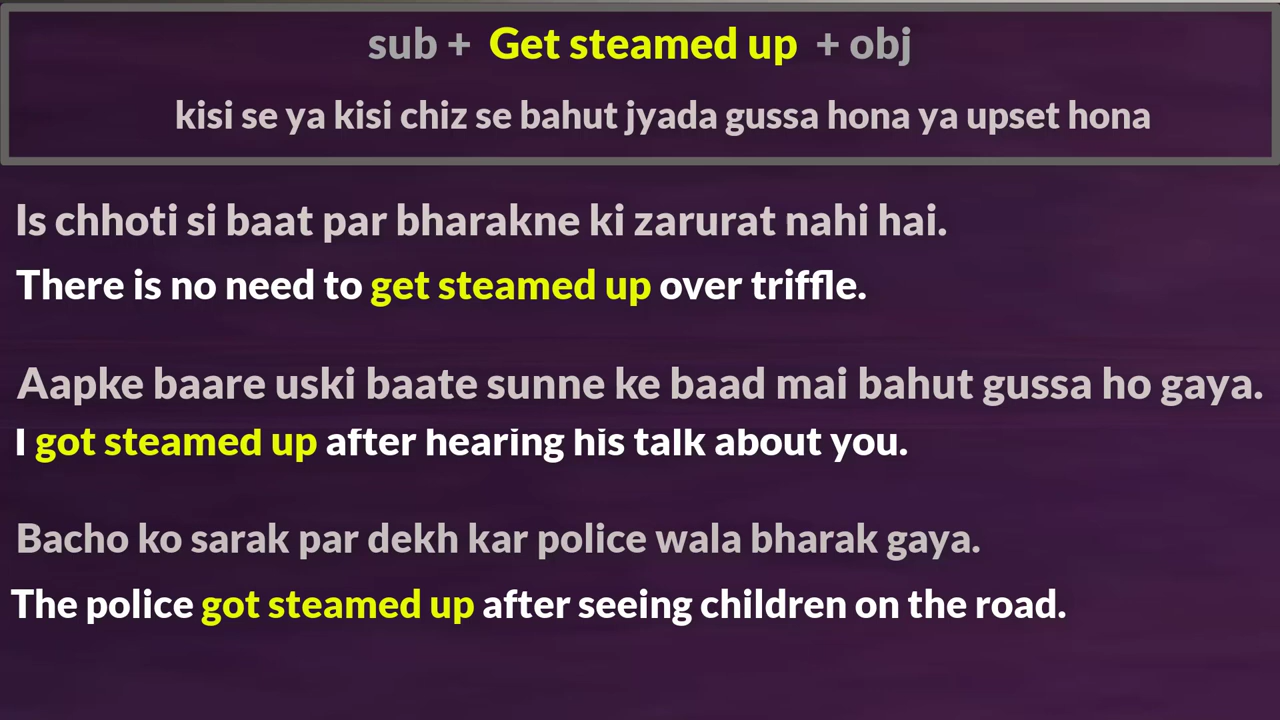 sub + Get steamed up + obj
kisi se ya kisi chiz se bahut jyada gussa hona ya upset hona
Is chhoti si baat par bharakne ki zarurat nahi hai.
There is no need to get steamed up over triffle.
Aapke baare uski baate sunne ke baad mai bahut gussa ho gaya.
I got steamed up after hearing his talk about you.
Bacho ko sarak par dekh kar police wala bharak gaya.
The police got steamed up after seeing children on the road.